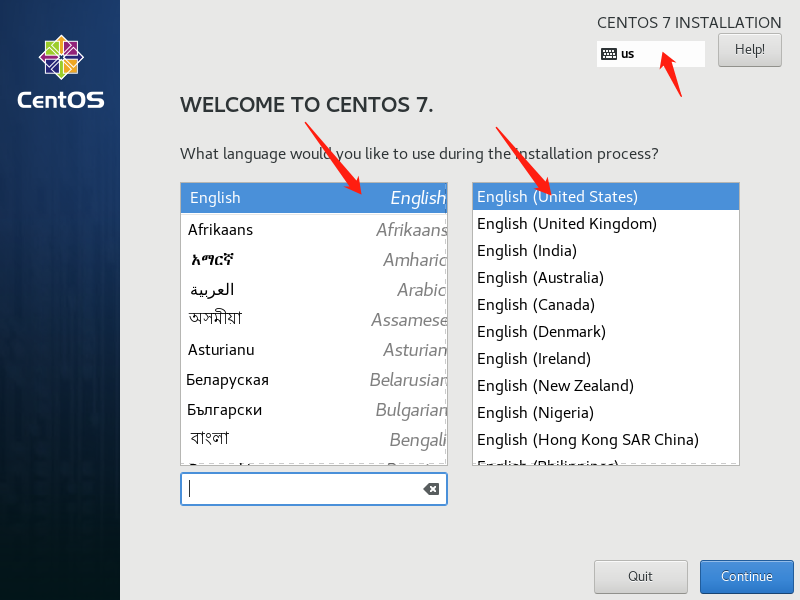 CentOS
CENTOS 7 INSTALLATION
us
Help!
WELCOME TO CENTOS 7.
What language would you like to use during the installation process?
English English
Afrikaans Afrikaans
አማርኛ Amharic
العربية Arabic
অসমীয়া Assamese
Asturianu Asturian
Беларуская Belarusian
Български Bulgarian
বাংলা Bengali
English (United States)
English (United Kingdom)
English (India)
English (Australia)
English (Canada)
English (Denmark)
English (Ireland)
English (New Zealand)
English (Nigeria)
English (Hong Kong SAR China)
English (Philippines)
Quit
Continue